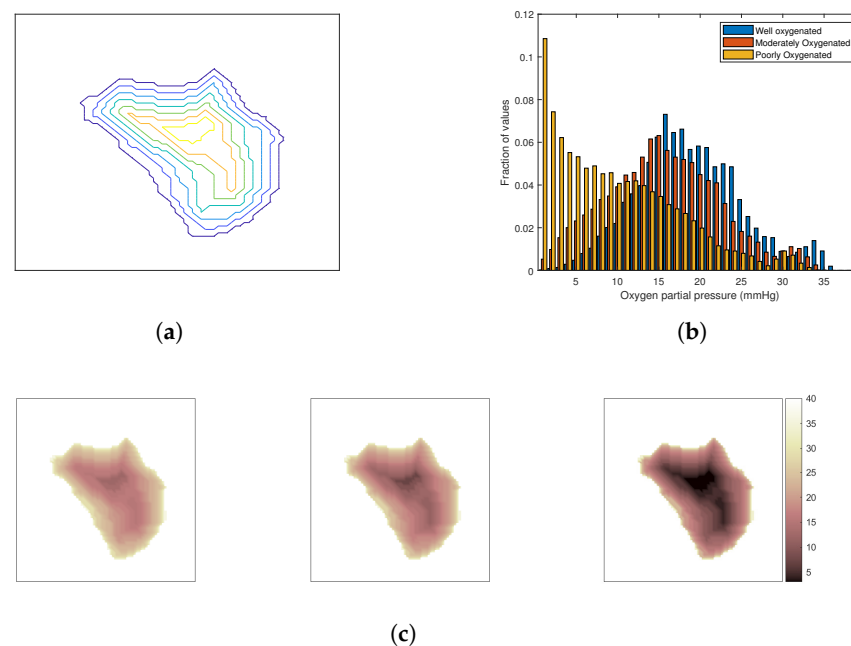 0.12
0.1
0.08
0.06
0.04
0.02
0
Fraction of values
Well oxygenated
Moderately Oxygenated
Poorly Oxygenated
5 10 15 20 25 30 35
Oxygen partial pressure (mmHg)
(a)
(b)
40
35
30
25
20
15
10
5
(c)